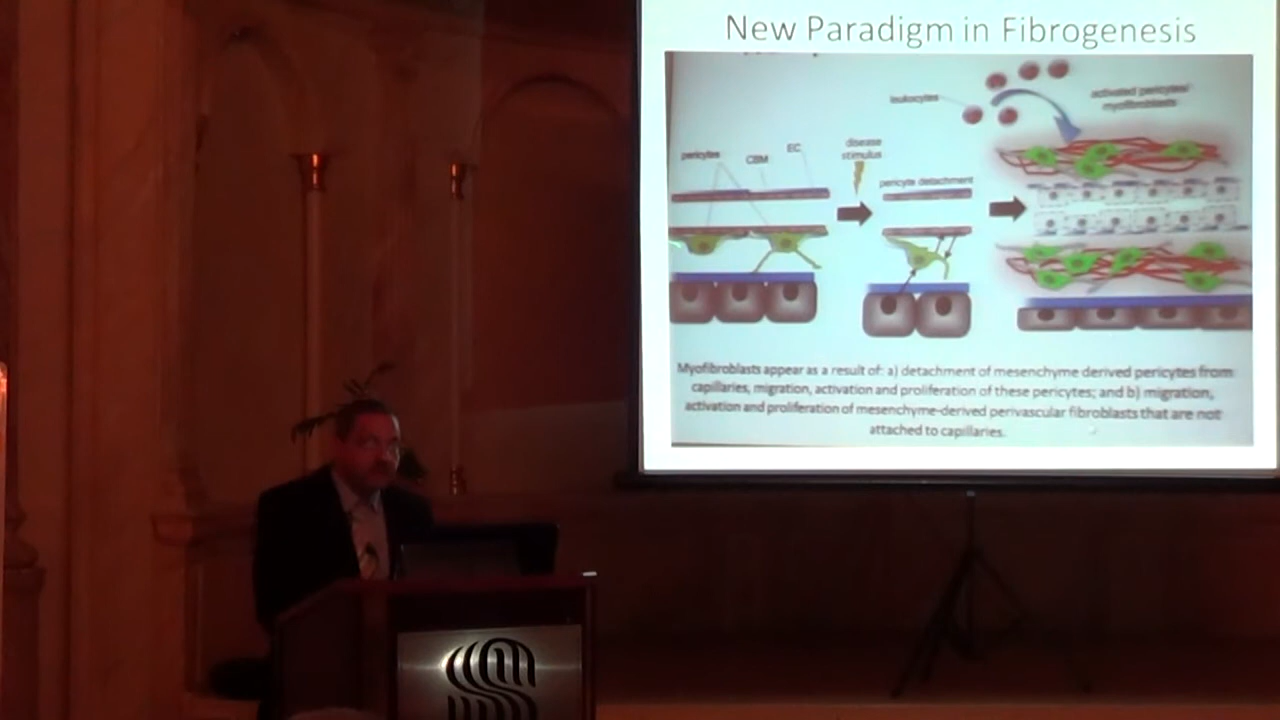 New Paradigm in Fibrogenesis
leukocytes
activated pericytes/
myofibroblasts
disease
stimulus
pericytes
CBM
EC
pericyte detachment
Myofibroblasts appear as a result of: a) detachment of mesenchyme derived pericytes from
capillaries, migration, activation and proliferation of these pericytes; and b) migration,
activation and proliferation of mesenchyme-derived perivascular fibroblasts that are not
attached to capillaries.